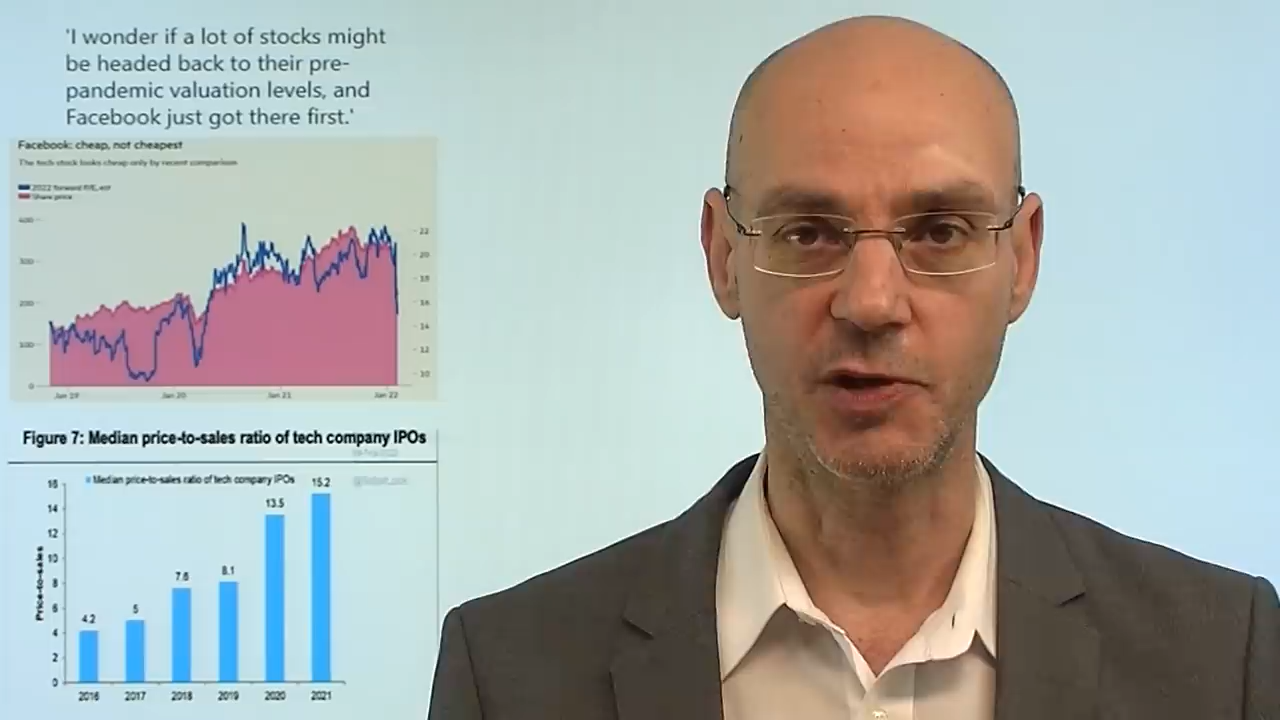 'I wonder if a lot of stocks might
be headed back to their pre-
pandemic valuation levels, and
Facebook just got there first.'
Facebook: cheap, not cheapest
The tech stock looks cheap only by recent comparison
2022 forward P/E, est
Share price
400
300
200
100
0
22
20
18
16
14
12
10
Jan 19 Jan 20 Jan 21 Jan 22
Figure 7: Median price-to-sales ratio of tech company IPOs
Median price-to-sales ratio of tech company IPOs
Price-to-sales
16
14
12
10
8
6
4
2
0
4.2
5
7.6
8.1
13.5
15.2
2016 2017 2018 2019 2020 2021